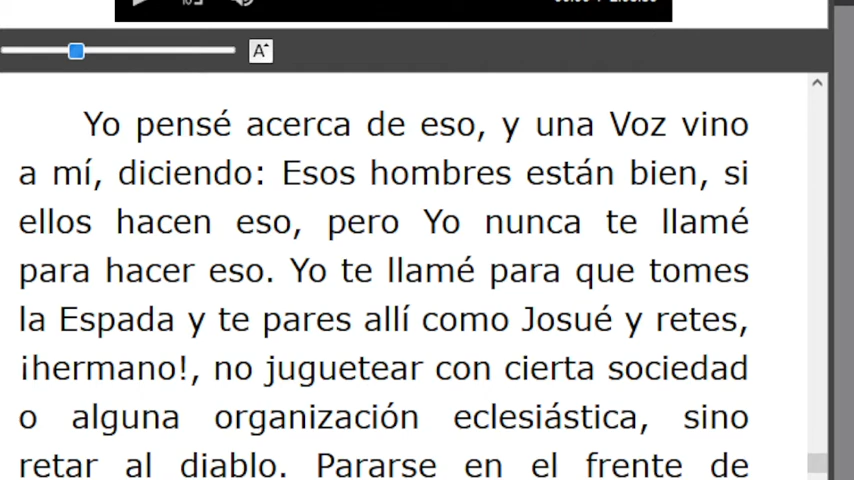 A
Yo pensé acerca de eso, y una Voz vino
a mí, diciendo: Esos hombres están bien, si
ellos hacen eso, pero Yo nunca te llamé
para hacer eso. Yo te llamé para que tomes
la Espada y te pares allí como Josué y retes,
¡hermano!, no juguetear con cierta sociedad
o alguna organización eclesiástica, sino
retar al diablo. Pararse en el frente de